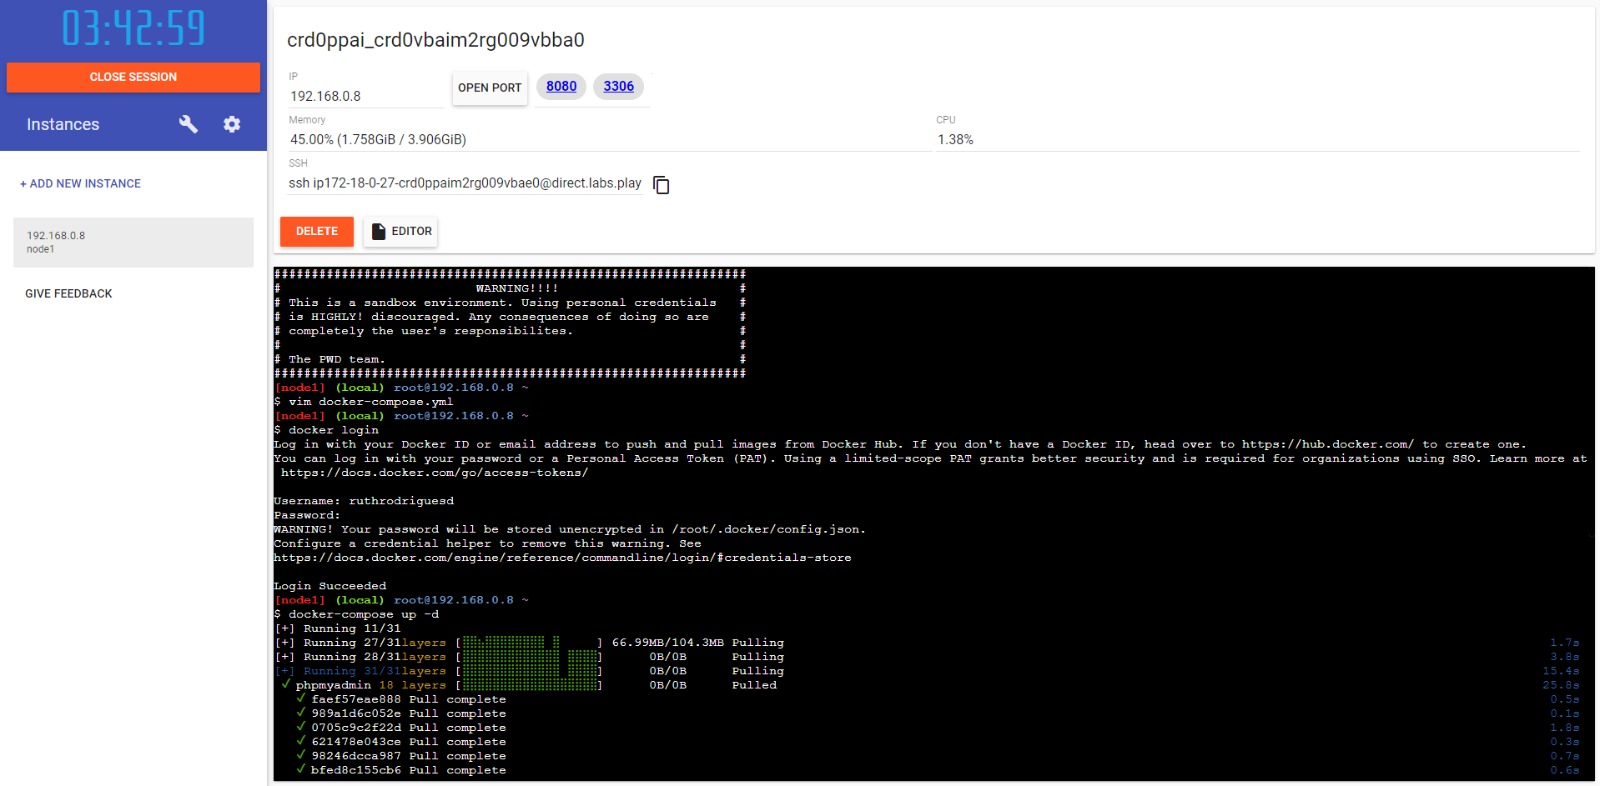 03:42:59
CLOSE SESSION
Instances
+ ADD NEW INSTANCE
192.168.0.8
node1
GIVE FEEDBACK
crd0ppai_crd0vbaim2rg009vbba0
IP
192.168.0.8
OPEN PORT
8080
3306
Memory
45.00% (1.758GiB / 3.906GiB)
CPU
1.38%
SSH
ssh ip172-18-0-27-crd0ppaim2rg009vbae0@direct.labs.play
DELETE
EDITOR
###############################################################
# WARNING!!!! #
# This is a sandbox environment. Using personal credentials #
# is HIGHLY! discouraged. Any consequences of doing so are #
# completely the user's responsibilites. #
# #
# The PWD team. #
###############################################################
[node1] (local) root@192.168.0.8 ~
$ vim docker-compose.yml
[node1] (local) root@192.168.0.8 ~
$ docker login
Log in with your Docker ID or email address to push and pull images from Docker Hub. If you don't have a Docker ID, head over to https://hub.docker.com/ to create one.
You can log in with your password or a Personal Access Token (PAT). Using a limited-scope PAT grants better security and is required for organizations using SSO. Learn more at
https://docs.docker.com/go/access-tokens/
Username: ruthrodriguesd
Password:
WARNING! Your password will be stored unencrypted in /root/.docker/config.json.
Configure a credential helper to remove this warning. See
https://docs.docker.com/engine/reference/commandline/login/#credentials-store
Login Succeeded
[node1] (local) root@192.168.0.8 ~
$ docker-compose up -d
[+] Running 11/31
[+] Running 27/31layers [⣿⣿⣦⣿⣿⣿⣿⣿⣿⣿⣿ ⣿ ] 66.99MB/104.3MB Pulling 1.7s
[+] Running 28/31layers [⣿⣿⣿⣿⣿⣿⣿⣿⣿⣿⣿⣿⣿ ⣿⣿⣿⣿] 0B/0B Pulling 3.8s
[+] Running 31/31layers [⣿⣿⣿⣿⣿⣿⣿⣿⣿⣿⣿⣿⣿ ⣿⣿⣿⣿] 0B/0B Pulling 15.4s
✓ phpmyadmin 18 layers [⣿⣿⣿⣿⣿⣿⣿⣿⣿⣿⣿⣿⣿⣿⣿⣿⣿⣿] 0B/0B Pulled 25.8s
✓ faef57eae888 Pull complete 0.5s
✓ 989a1d6c052e Pull complete 0.1s
✓ 0705c9c2f22d Pull complete 1.8s
✓ 621478e043ce Pull complete 0.3s
✓ 98246dcca987 Pull complete 0.7s
✓ bfed8c155cb6 Pull complete 0.6s